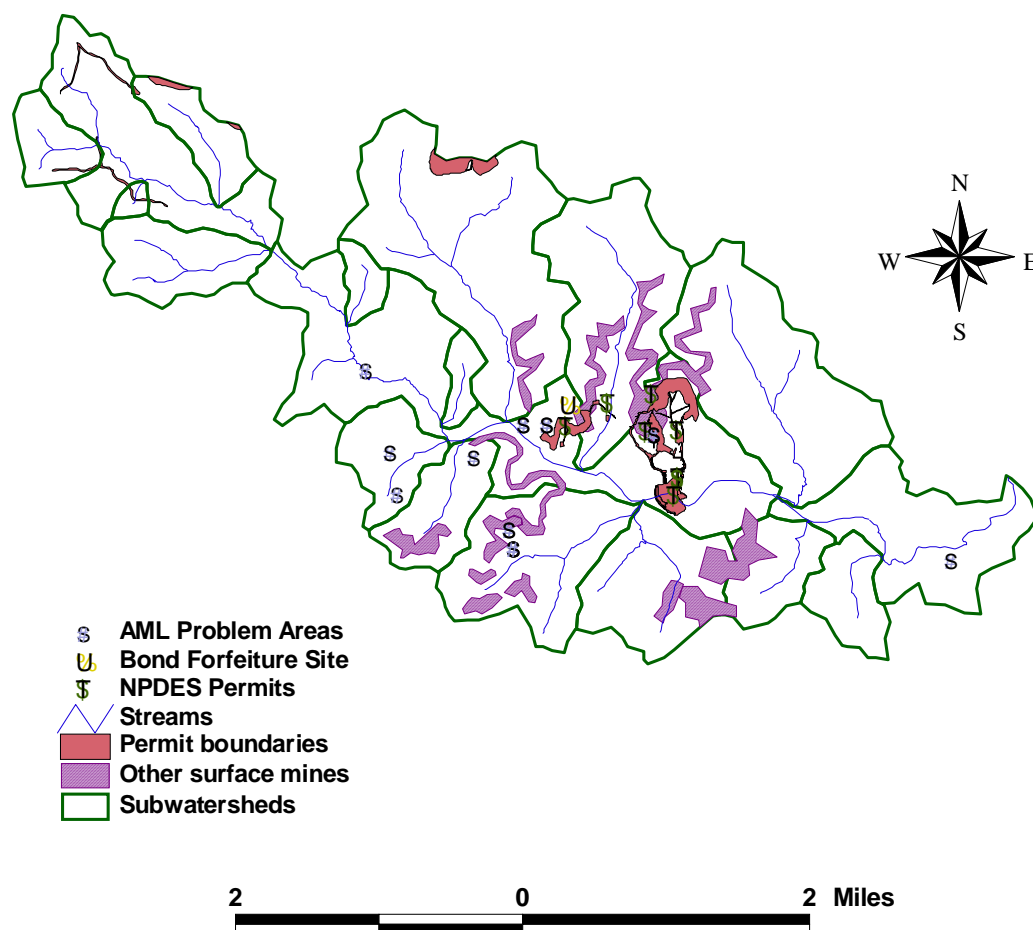 N
W E
S
S
S
S
S
S
S
U
T
T
T
T
S
T
T
T
S
S
S
S AML Problem Areas
U Bond Forfeiture Site
T NPDES Permits
Streams
Permit boundaries
Other surface mines
Subwatersheds
2 0 2 Miles